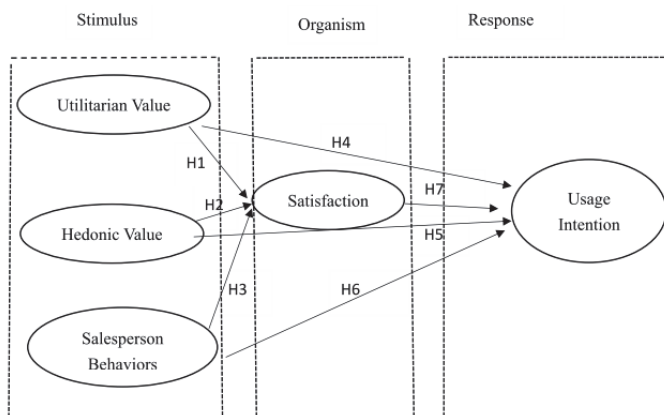 Stimulus
Organism
Response
Utilitarian Value
H4
H1
H2
Satisfaction
H7
Usage
Intention
Hedonic Value
H5
H3
H6
Salesperson
Behaviors